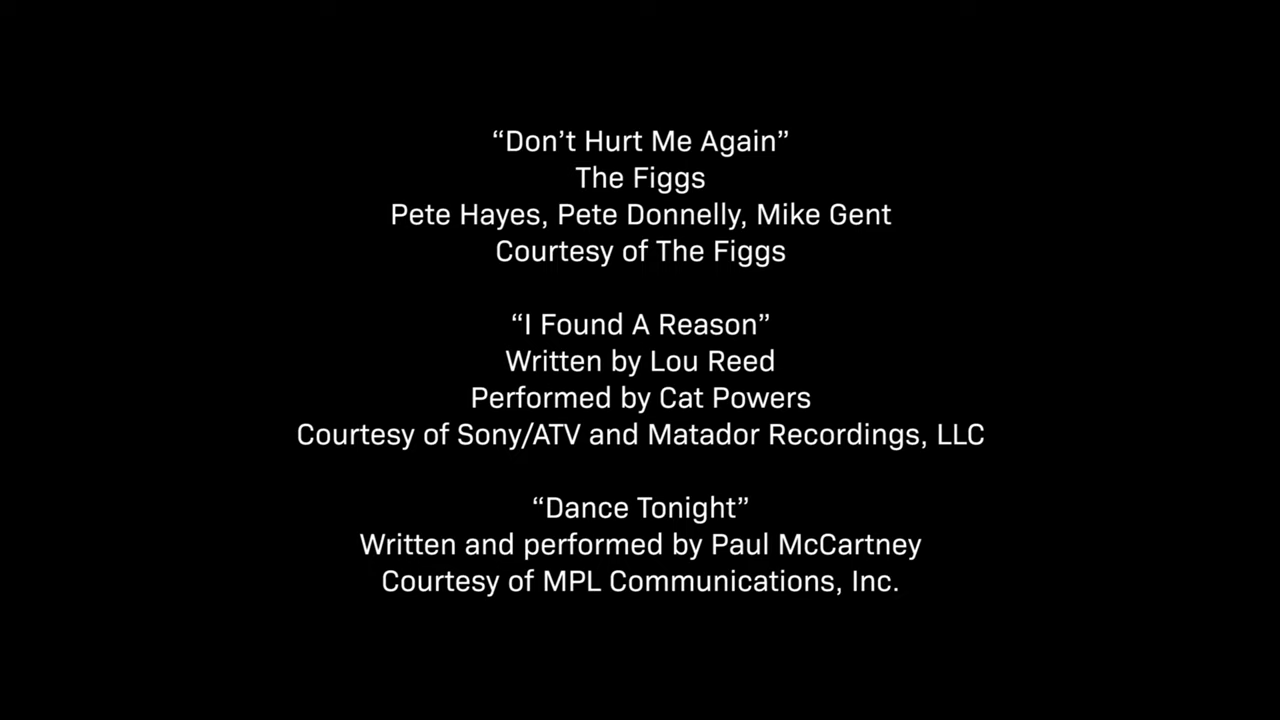 “Don’t Hurt Me Again”
The Figgs
Pete Hayes, Pete Donnelly, Mike Gent
Courtesy of The Figgs
“I Found A Reason”
Written by Lou Reed
Performed by Cat Powers
Courtesy of Sony/ATV and Matador Recordings, LLC
“Dance Tonight”
Written and performed by Paul McCartney
Courtesy of MPL Communications, Inc.